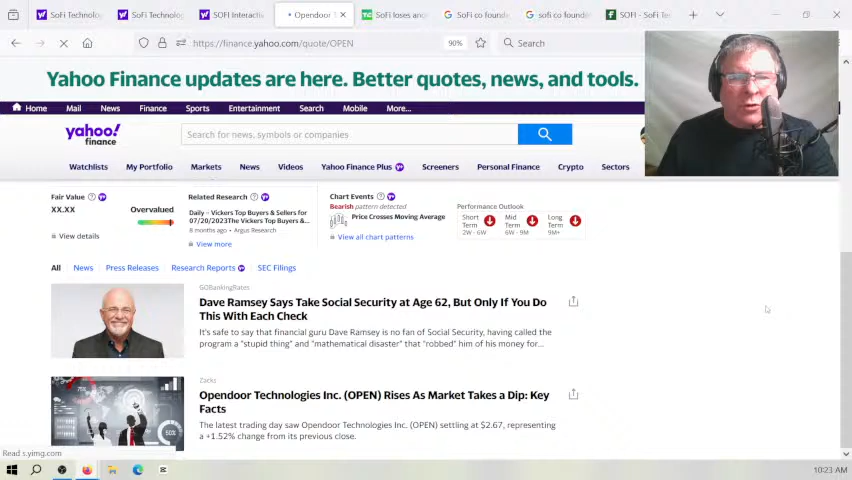 SoFi Technolog
SoFi Technolog
SOFI Interactiv
Opendoor
SoFi loses ano
SoFi co found
sofi co foundi
SOFI - SoFi Te
https://finance.yahoo.com/quote/OPEN
90%
Search
Yahoo Finance updates are here. Better quotes, news, and tools.
Home Mail News Finance Sports Entertainment Search Mobile More...
yahoo!
finance
Search for news, symbols or companies
Watchlists My Portfolio Markets News Videos Yahoo Finance Plus Screeners Personal Finance Crypto Sectors
Fair Value
XX.XX
Overvalued
View details
Related Research
Daily – Vickers Top Buyers & Sellers for
07/20/2023The Vickers Top Buyers &...
8 months ago • Argus Research
View more
Chart Events
Bearish pattern detected
Price Crosses Moving Average
View all chart patterns
Performance Outlook
Short
Term
2W - 6W
Mid
Term
6W - 9M
Long
Term
9M+
All News Press Releases Research Reports SEC Filings
GOBankingRates
Dave Ramsey Says Take Social Security at Age 62, But Only If You Do
This With Each Check
It's safe to say that financial guru Dave Ramsey is no fan of Social Security, having called the
program a "stupid thing" and "mathematical disaster" that "robbed" him of his money for...
Zacks
Opendoor Technologies Inc. (OPEN) Rises As Market Takes a Dip: Key
Facts
The latest trading day saw Opendoor Technologies Inc. (OPEN) settling at $2.67, representing
a +1.52% change from its previous close.
60%
Read s.yimg.com
10:23 AM